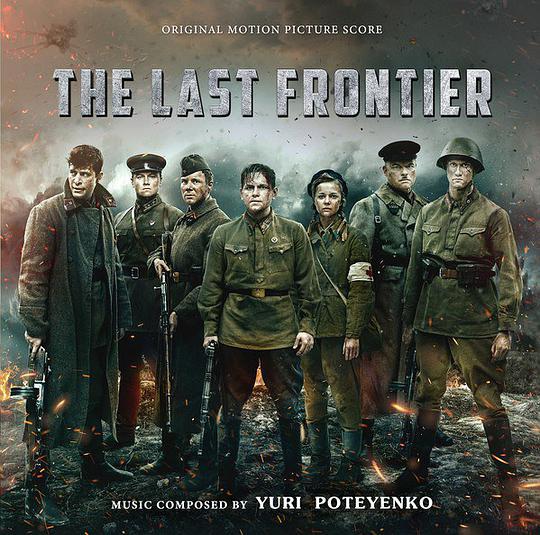 ORIGINAL MOTION PICTURE SCORE
THE LAST FRONTIER
MUSIC COMPOSED BY YURI POTEYENKO